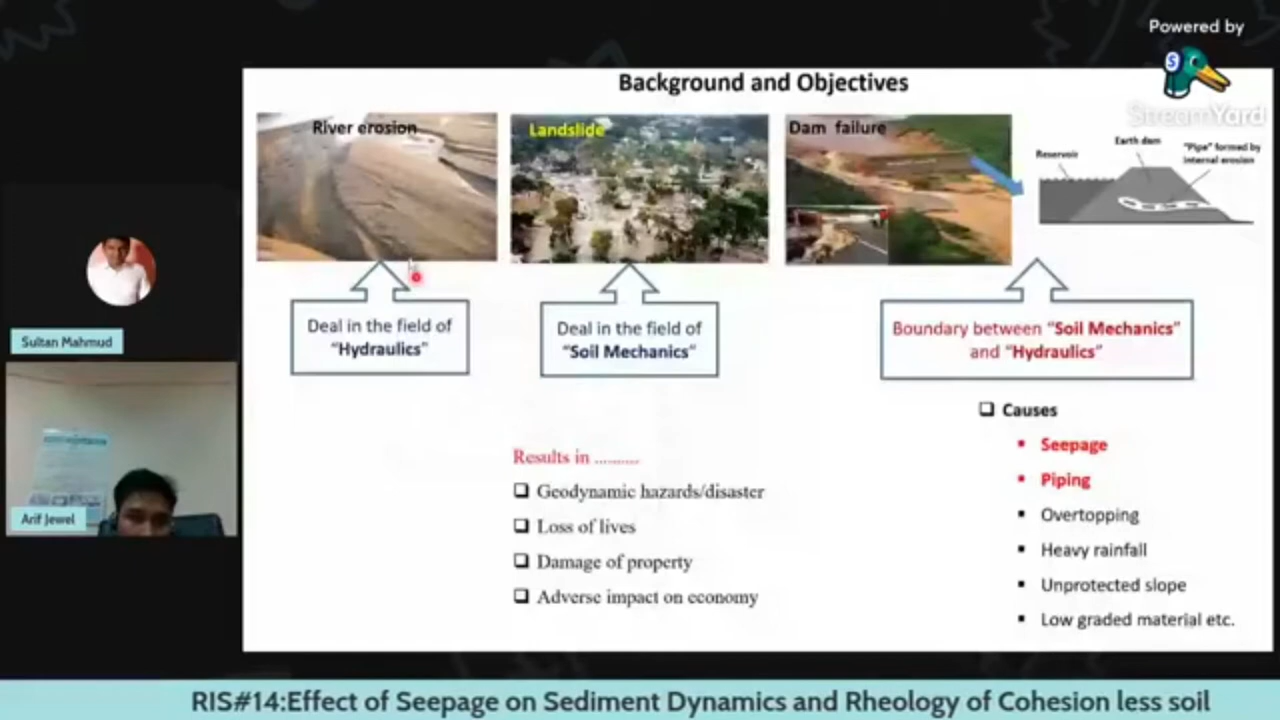 Powered by
StreamYard
Background and Objectives
River erosion
Landslide
Dam failure
Reservoir
Earth dam
"Pipe" formed by
internal erosion
Deal in the field of
"Hydraulics"
Deal in the field of
"Soil Mechanics"
Boundary between "Soil Mechanics"
and "Hydraulics"
Results in ..........
❑ Geodynamic hazards/disaster
❑ Loss of lives
❑ Damage of property
❑ Adverse impact on economy
❑ Causes
▪ Seepage
▪ Piping
▪ Overtopping
▪ Heavy rainfall
▪ Unprotected slope
▪ Low graded material etc.
Sultan Mahmud
Arif Jewel
RIS#14:Effect of Seepage on Sediment Dynamics and Rheology of Cohesion less soil